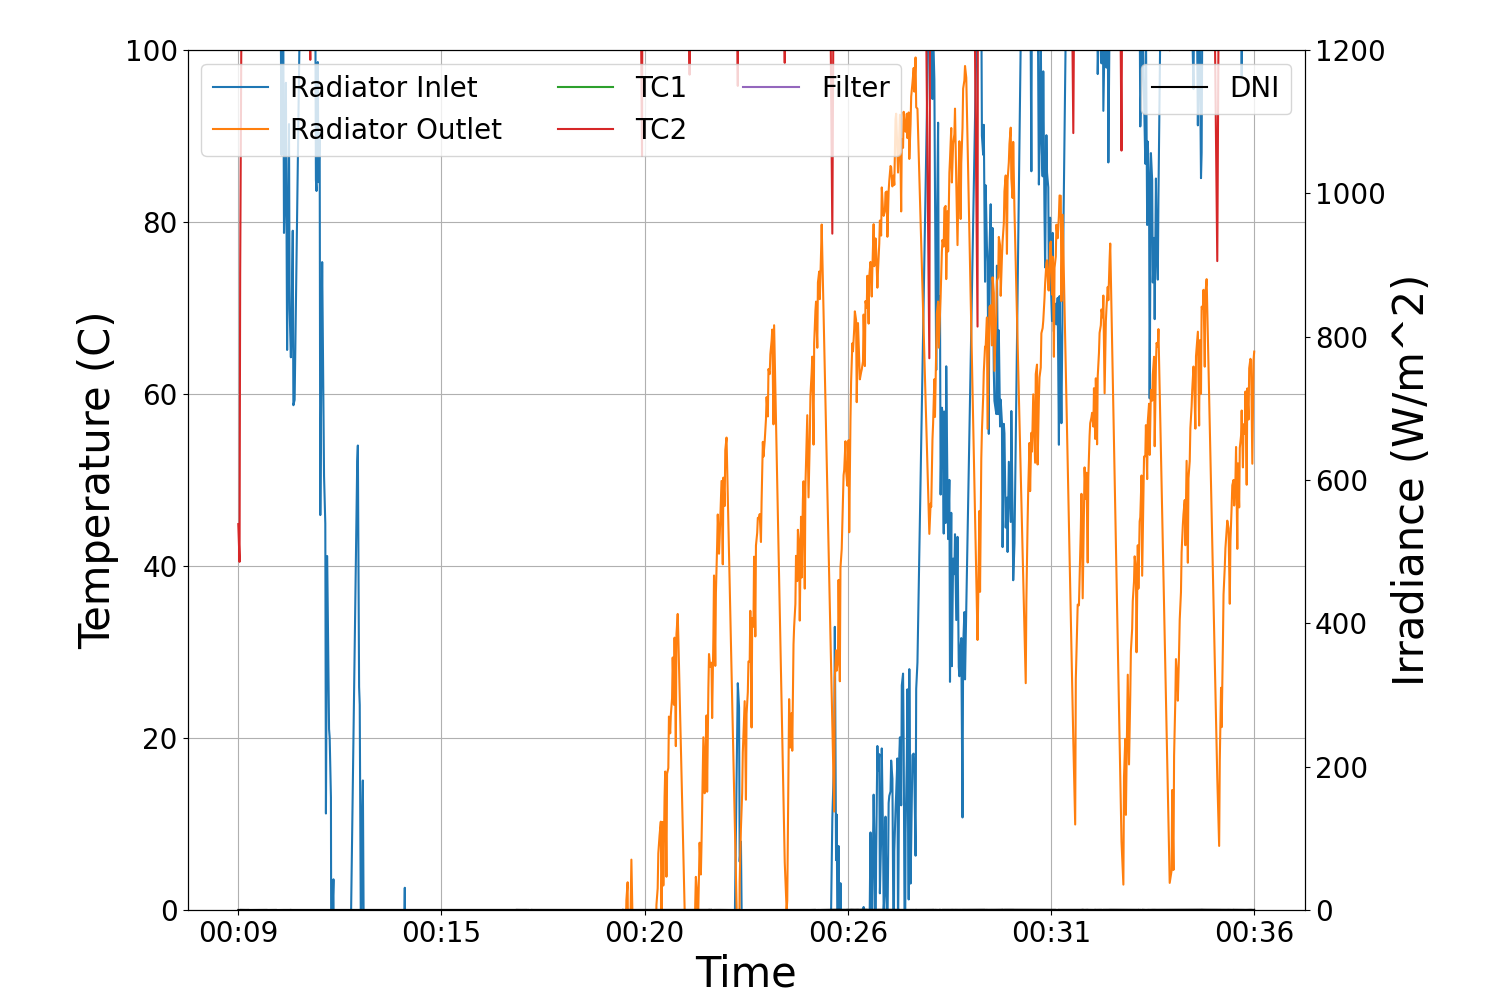 100
80
60
40
20
0
Temperature (C)
Radiator Inlet
Radiator Outlet
TC1
TC2
Filter
DNI
1200
1000
800
600
400
200
0
Irradiance (W/m^2)
00:09 00:15 00:20 00:26 00:31 00:36
Time